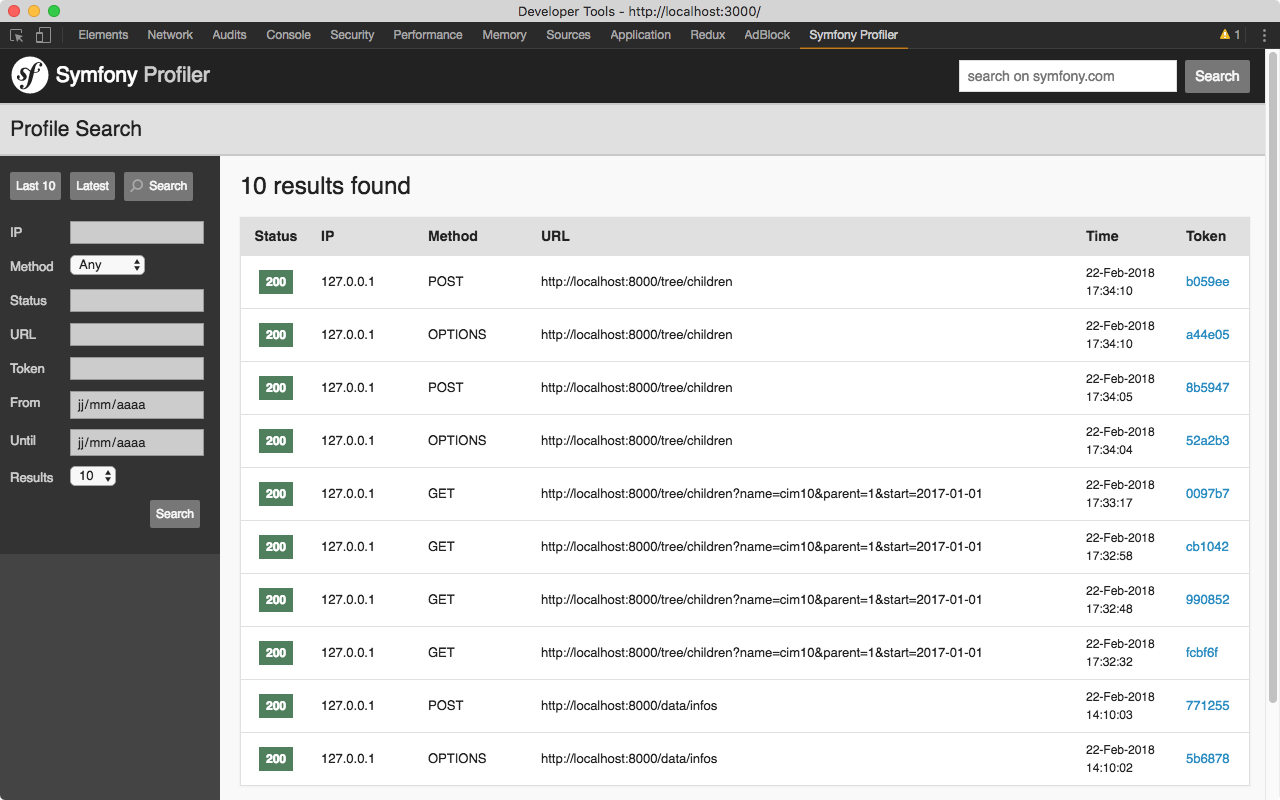 Developer Tools - http://localhost:3000/
Elements Network Audits Console Security Performance Memory Sources Application Redux AdBlock Symfony Profiler 1
sf Symfony Profiler search on symfony.com Search
Profile Search
Last 10 Latest Search
IP
Method Any
Status
URL
Token
From jj/mm/aaaa
Until jj/mm/aaaa
Results 10
Search
10 results found
Status IP Method URL Time Token
200 127.0.0.1 POST http://localhost:8000/tree/children 22-Feb-2018 17:34:10 b059ee
200 127.0.0.1 OPTIONS http://localhost:8000/tree/children 22-Feb-2018 17:34:10 a44e05
200 127.0.0.1 POST http://localhost:8000/tree/children 22-Feb-2018 17:34:05 8b5947
200 127.0.0.1 OPTIONS http://localhost:8000/tree/children 22-Feb-2018 17:34:04 52a2b3
200 127.0.0.1 GET http://localhost:8000/tree/children?name=cim10&parent=1&start=2017-01-01 22-Feb-2018 17:33:17 0097b7
200 127.0.0.1 GET http://localhost:8000/tree/children?name=cim10&parent=1&start=2017-01-01 22-Feb-2018 17:32:58 cb1042
200 127.0.0.1 GET http://localhost:8000/tree/children?name=cim10&parent=1&start=2017-01-01 22-Feb-2018 17:32:48 990852
200 127.0.0.1 GET http://localhost:8000/tree/children?name=cim10&parent=1&start=2017-01-01 22-Feb-2018 17:32:32 fcbf6f
200 127.0.0.1 POST http://localhost:8000/data/infos 22-Feb-2018 14:10:03 771255
200 127.0.0.1 OPTIONS http://localhost:8000/data/infos 22-Feb-2018 14:10:02 5b6878